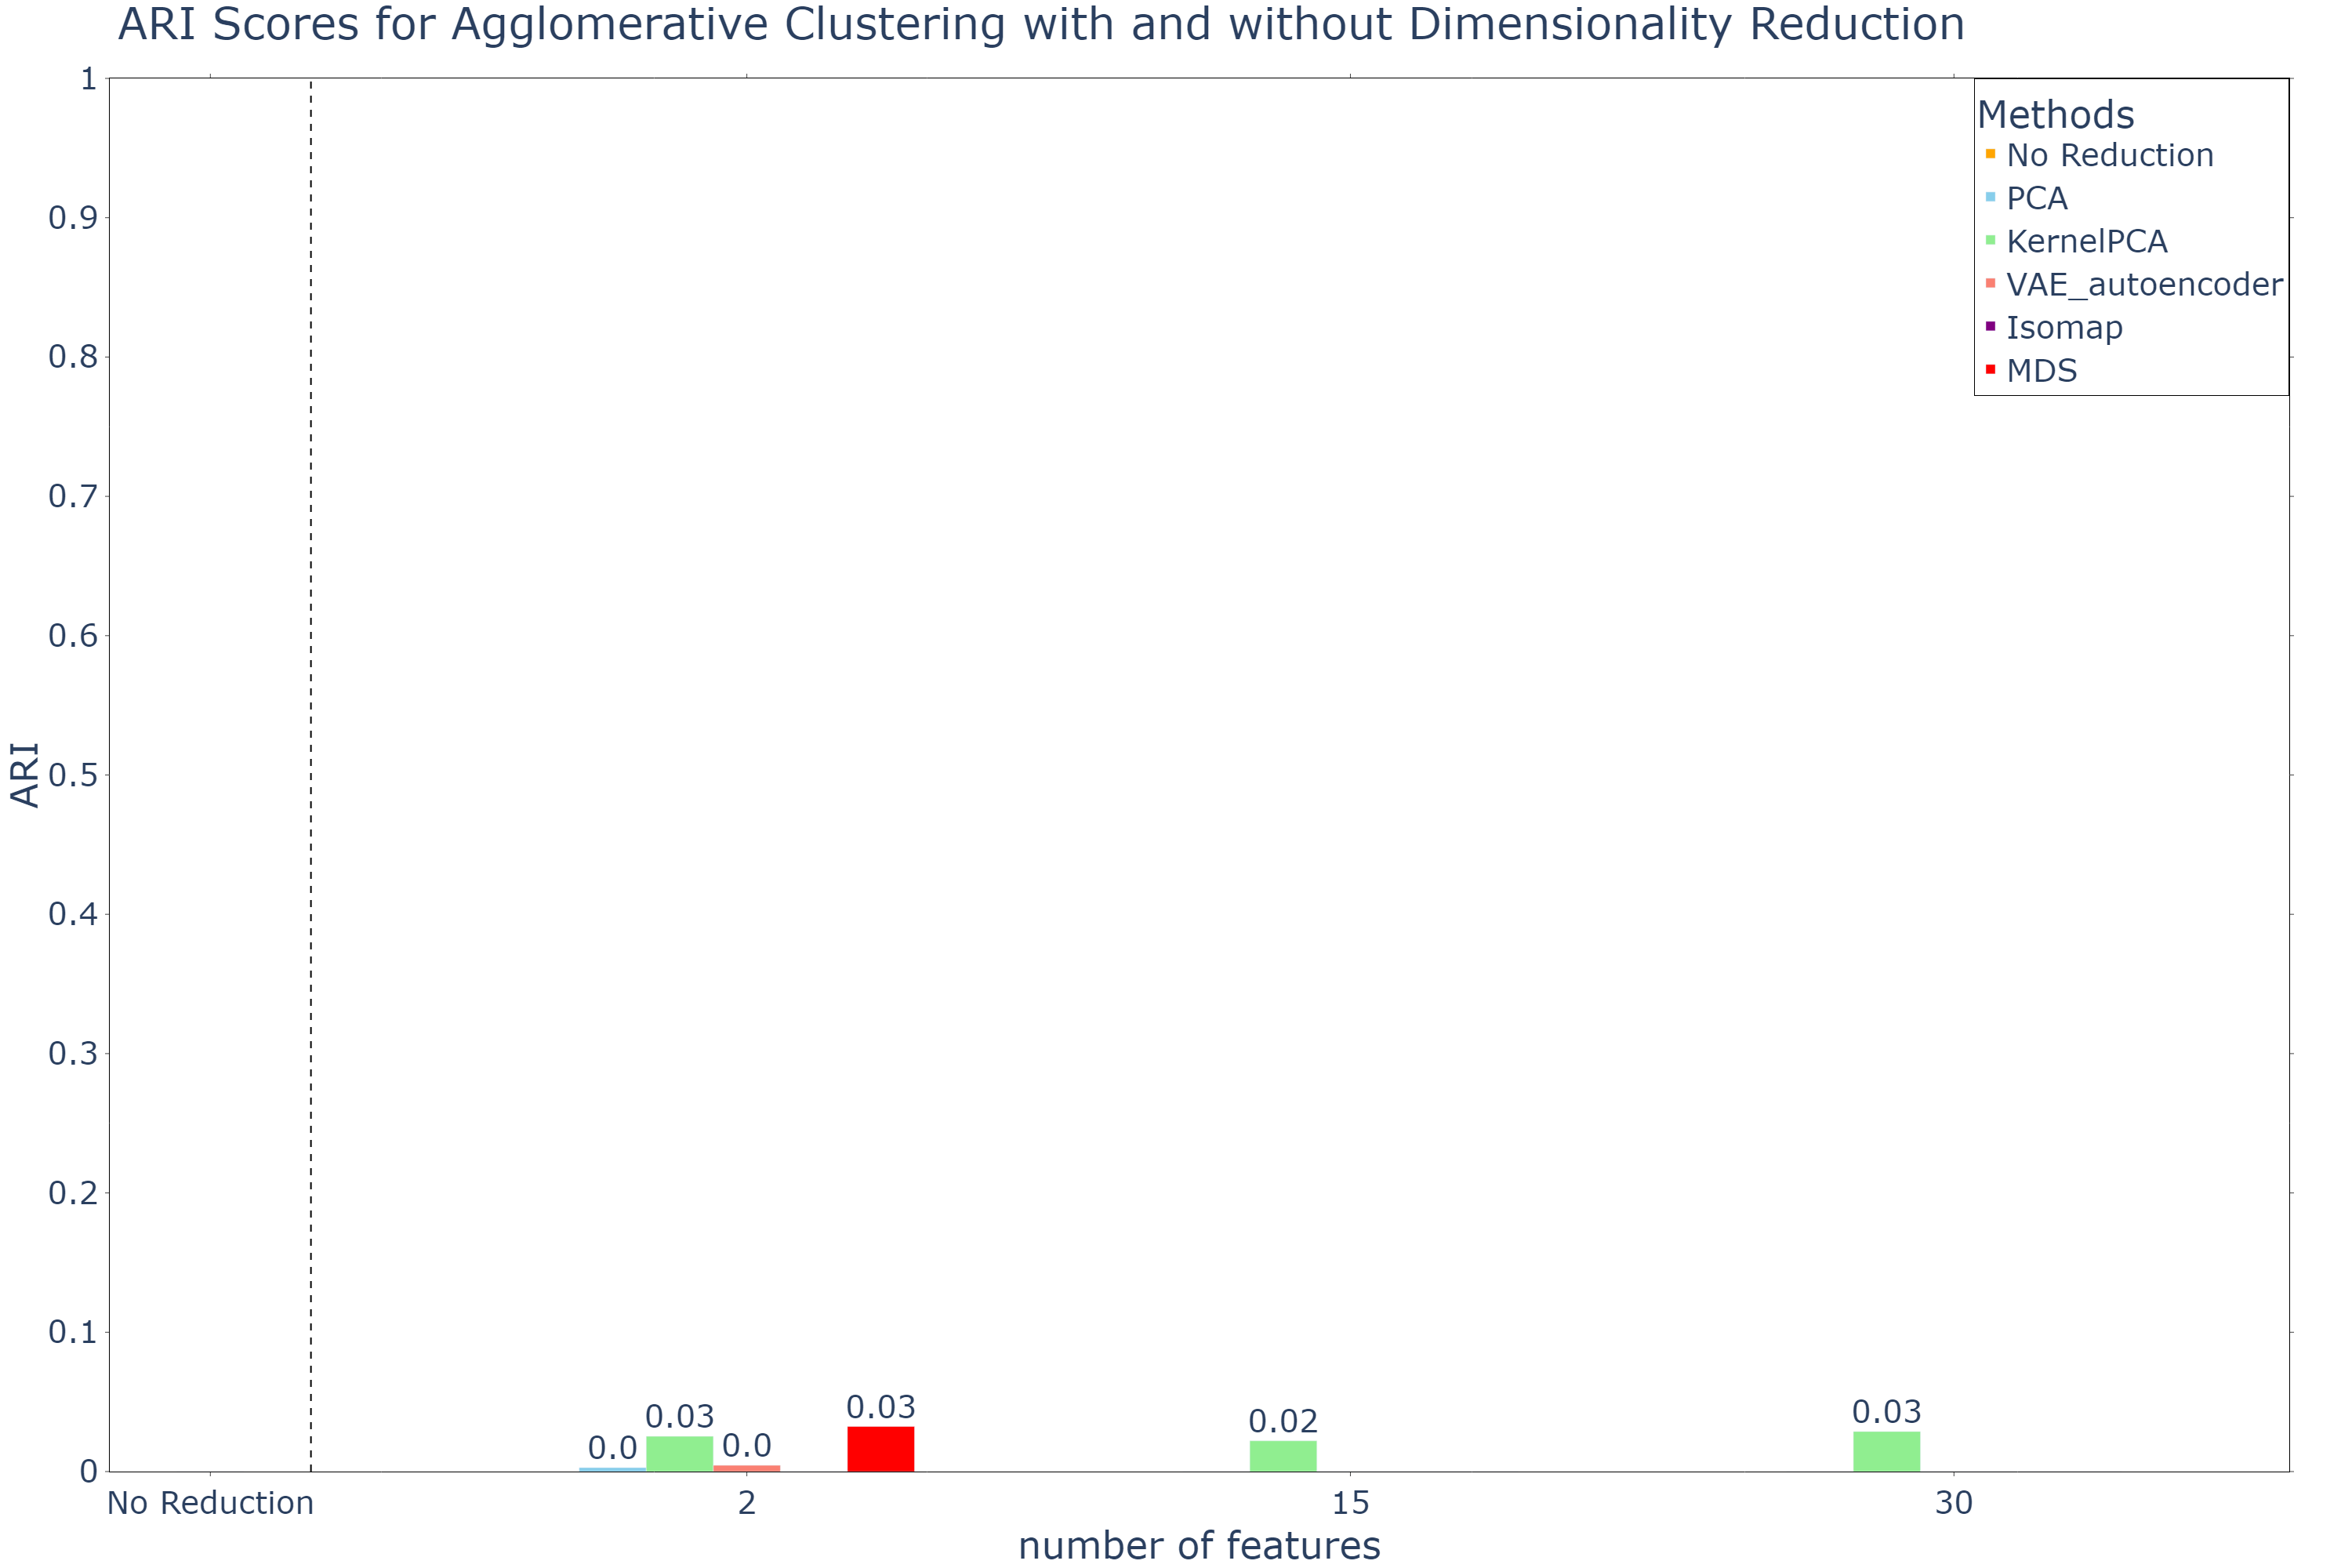 ARI Scores for Agglomerative Clustering with and without Dimensionality Reduction
1
0.9
0.8
0.7
0.6
0.5
0.4
0.3
0.2
0.1
0
ARI
Methods
No Reduction
PCA
KernelPCA
VAE_autoencoder
Isomap
MDS
0.0
0.03
0.0
0.03
0.02
0.03
No Reduction
2
15
30
number of features